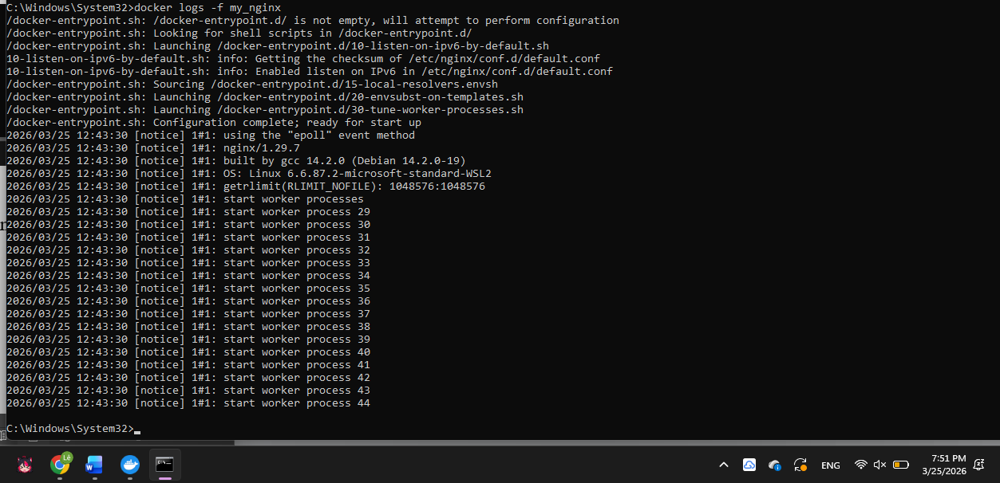 C:\Windows\System32>docker logs -f my_nginx
/docker-entrypoint.sh: /docker-entrypoint.d/ is not empty, will attempt to perform configuration
/docker-entrypoint.sh: Looking for shell scripts in /docker-entrypoint.d/
/docker-entrypoint.sh: Launching /docker-entrypoint.d/10-listen-on-ipv6-by-default.sh
10-listen-on-ipv6-by-default.sh: info: Getting the checksum of /etc/nginx/conf.d/default.conf
10-listen-on-ipv6-by-default.sh: info: Enabled listen on IPv6 in /etc/nginx/conf.d/default.conf
/docker-entrypoint.sh: Sourcing /docker-entrypoint.d/15-local-resolvers.envsh
/docker-entrypoint.sh: Launching /docker-entrypoint.d/20-envsubst-on-templates.sh
/docker-entrypoint.sh: Launching /docker-entrypoint.d/30-tune-worker-processes.sh
/docker-entrypoint.sh: Configuration complete; ready for start up
2026/03/25 12:43:30 [notice] 1#1: using the "epoll" event method
2026/03/25 12:43:30 [notice] 1#1: nginx/1.29.7
2026/03/25 12:43:30 [notice] 1#1: built by gcc 14.2.0 (Debian 14.2.0-19)
2026/03/25 12:43:30 [notice] 1#1: OS: Linux 6.6.87.2-microsoft-standard-WSL2
2026/03/25 12:43:30 [notice] 1#1: getrlimit(RLIMIT_NOFILE): 1048576:1048576
2026/03/25 12:43:30 [notice] 1#1: start worker processes
2026/03/25 12:43:30 [notice] 1#1: start worker process 29
2026/03/25 12:43:30 [notice] 1#1: start worker process 30
2026/03/25 12:43:30 [notice] 1#1: start worker process 31
2026/03/25 12:43:30 [notice] 1#1: start worker process 32
2026/03/25 12:43:30 [notice] 1#1: start worker process 33
2026/03/25 12:43:30 [notice] 1#1: start worker process 34
2026/03/25 12:43:30 [notice] 1#1: start worker process 35
2026/03/25 12:43:30 [notice] 1#1: start worker process 36
2026/03/25 12:43:30 [notice] 1#1: start worker process 37
2026/03/25 12:43:30 [notice] 1#1: start worker process 38
2026/03/25 12:43:30 [notice] 1#1: start worker process 39
2026/03/25 12:43:30 [notice] 1#1: start worker process 40
2026/03/25 12:43:30 [notice] 1#1: start worker process 41
2026/03/25 12:43:30 [notice] 1#1: start worker process 42
2026/03/25 12:43:30 [notice] 1#1: start worker process 43
2026/03/25 12:43:30 [notice] 1#1: start worker process 44
C:\Windows\System32>
Lê
W
ENG
7:51 PM
3/25/2026